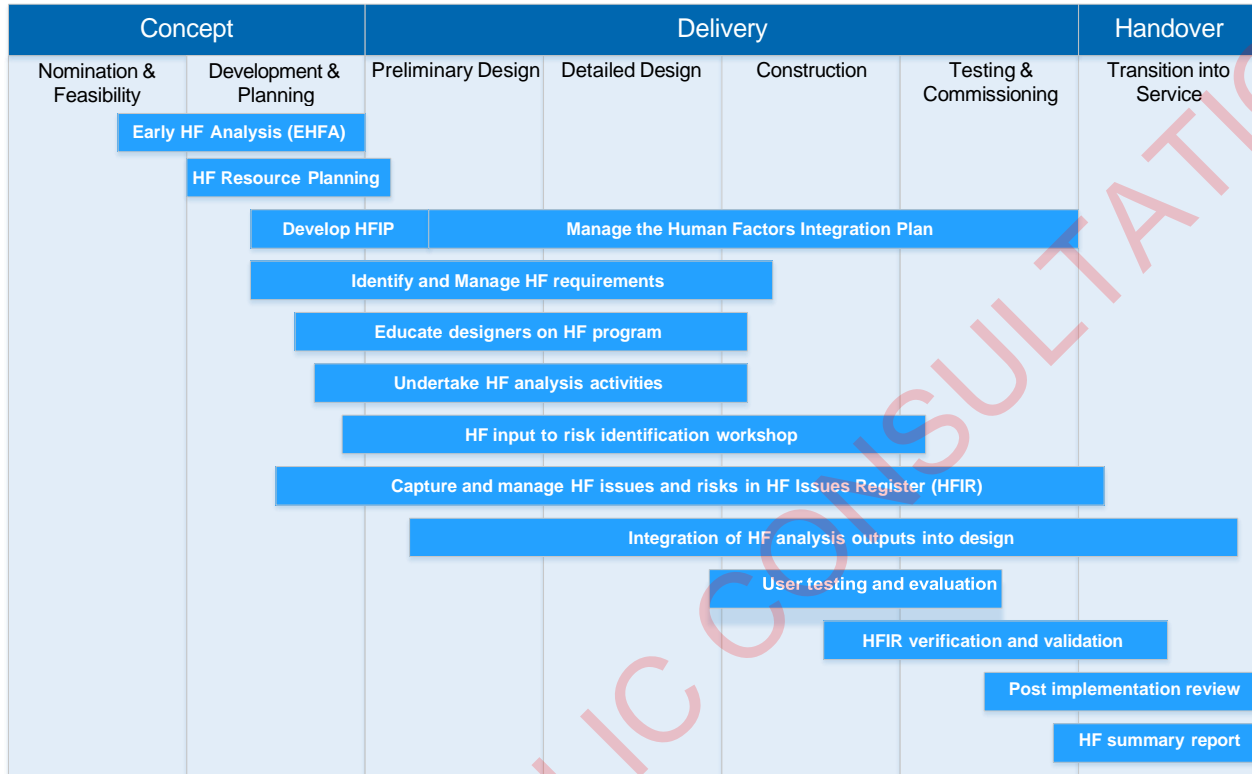 Concept
Delivery
Handover
Nomination &
Feasibility
Development &
Planning
Preliminary Design
Detailed Design
Construction
Testing &
Commissioning
Transition into
Service
Early HF Analysis (EHFA)
HF Resource Planning
Develop HFIP
Manage the Human Factors Integration Plan
Identify and Manage HF requirements
Educate designers on HF program
Undertake HF analysis activities
HF input to risk identification workshop
Capture and manage HF issues and risks in HF Issues Register (HFIR)
Integration of HF analysis outputs into design
User testing and evaluation
HFIR verification and validation
Post implementation review
HF summary report
LIC CONSULTATIO